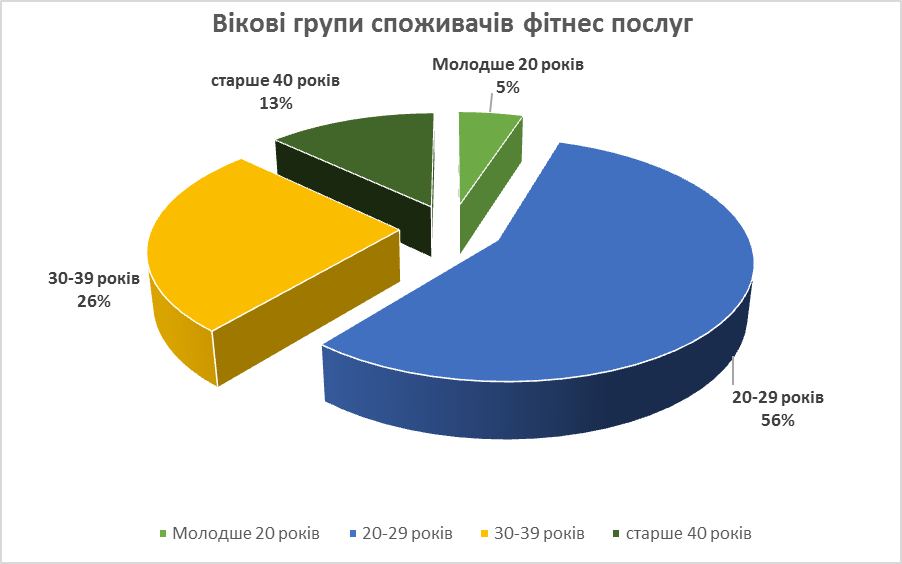 Вікові групи споживачів фітнес послуг
Молодше 20 років
5%
старше 40 років
13%
30-39 років
26%
20-29 років
56%
Молодше 20 років 20-29 років 30-39 років старше 40 років